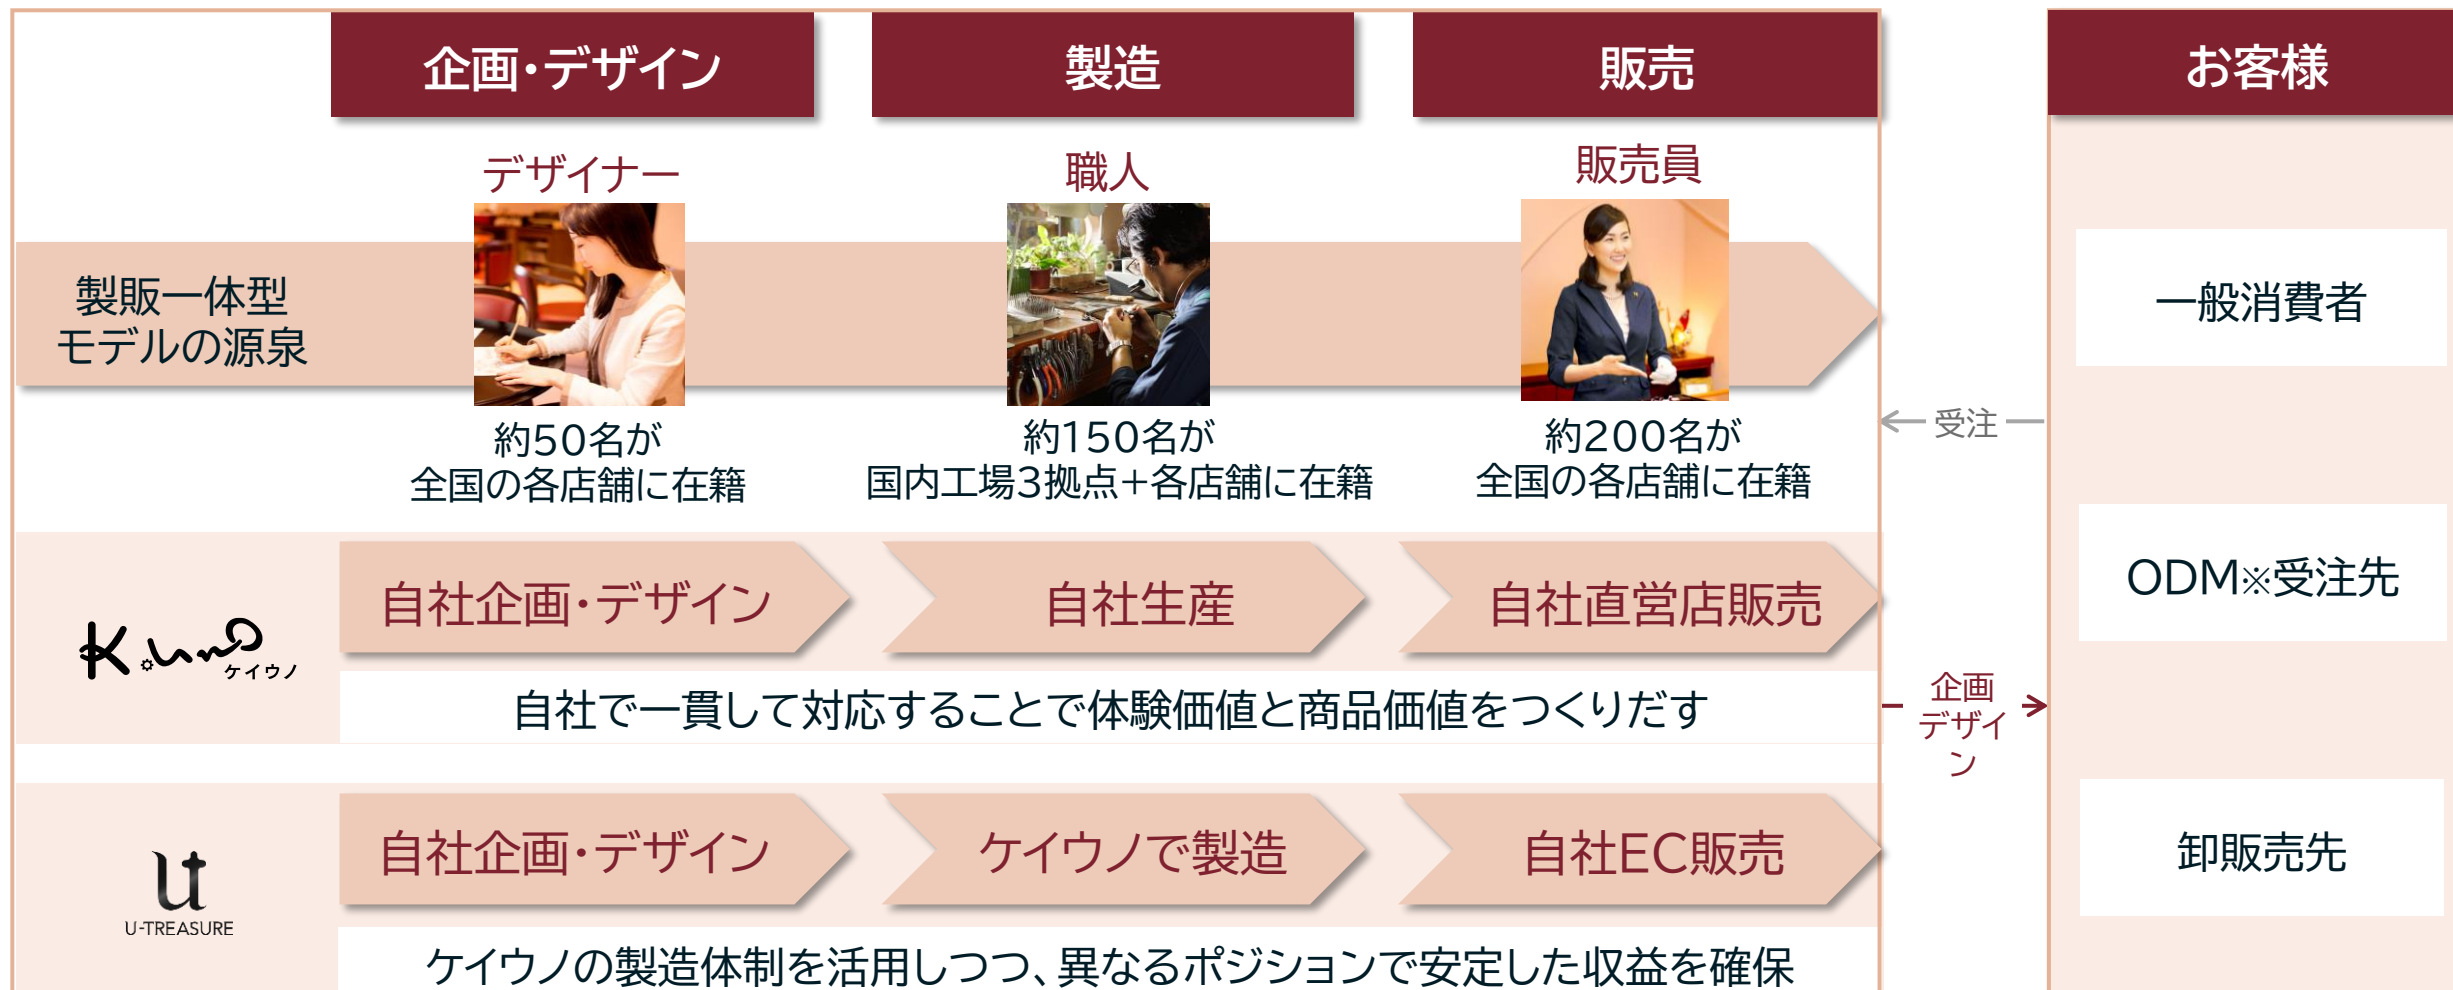 企画・デザイン
製造
販売
お客様
デザイナー
職人
販売員
製販一体型
モデルの源泉
約50名が
全国の各店舗に在籍
約150名が
国内工場3拠点+各店舗に在籍
約200名が
全国の各店舗に在籍
一般消費者
受注
K.uno
ケイウノ
自社企画・デザイン
自社生産
自社直営店販売
ODM※受注先
自社で一貫して対応することで体験価値と商品価値をつくりだす
企画
デザイ
ン
U-TREASURE
自社企画・デザイン
ケイウノで製造
自社EC販売
卸販売先
ケイウノの製造体制を活用しつつ、異なるポジションで安定した収益を確保